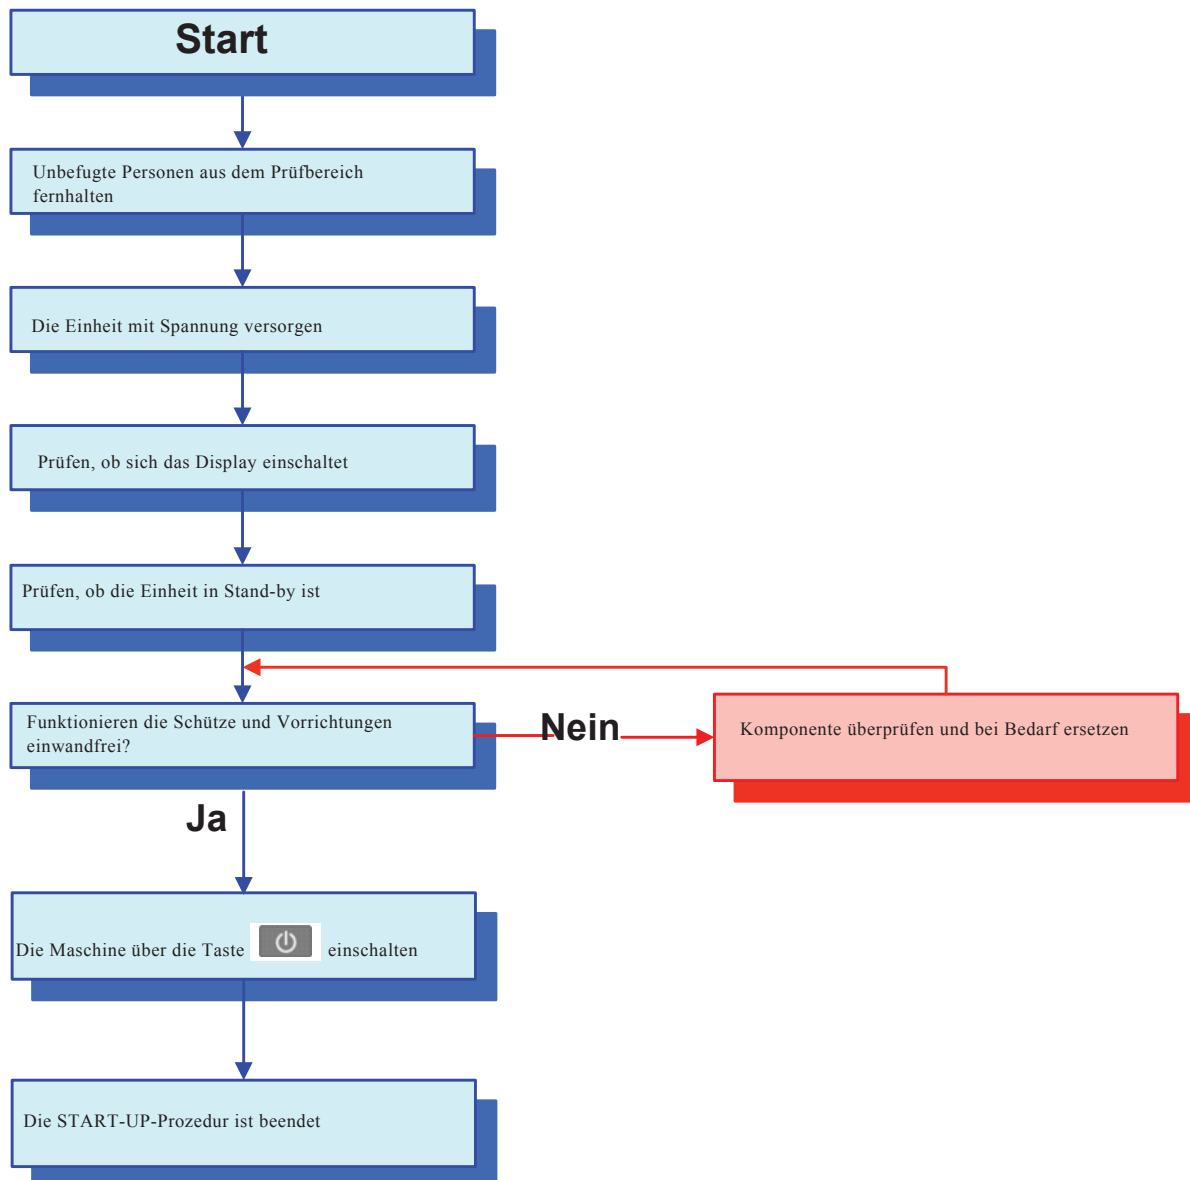 Start
Unbefugte Personen aus dem Prüfbereich
fernhalten
Die Einheit mit Spannung versorgen
Prüfen, ob sich das Display einschaltet
Prüfen, ob die Einheit in Stand-by ist
Funktionieren die Schütze und Vorrichtungen
einwandfrei?
Nein
Komponente überprüfen und bei Bedarf ersetzen
Ja
Die Maschine über die Taste einschalten
Die START-UP-Prozedur ist beendet